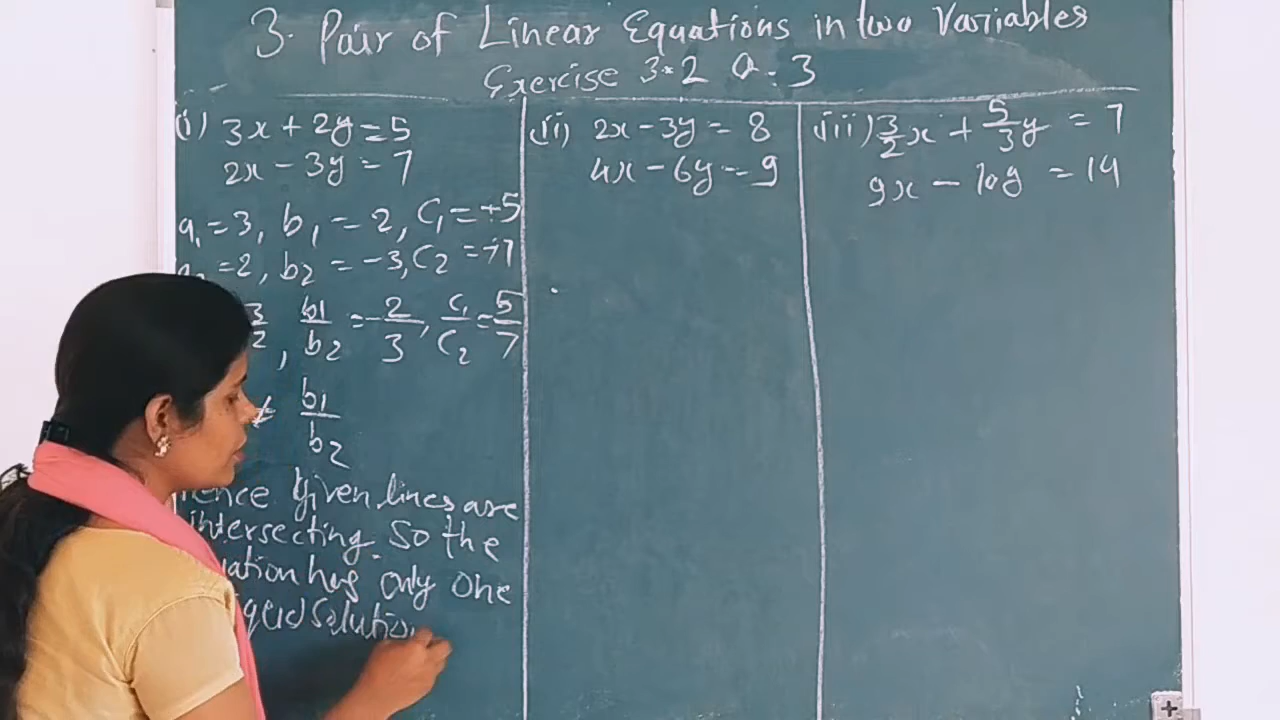 3. Pair of Linear Equations in two Variables
Exercise 3.2 Q.3
(i) 3x + 2y = 5
2x - 3y = 7
a₁ = 3, b₁ = 2, C₁ = +5
= 2, b₂ = -3, C₂ = +7
3/2, b1/b₂ = -2/3, C₁/C₂ = 5/7
≠ b1/b₂
hence given lines are
intersecting. So the
has only one
solution
(ii) 2x - 3y = 8
4x - 6y = 9
(iii) 3/2x + 5/3y = 7
9x - 10y = 14